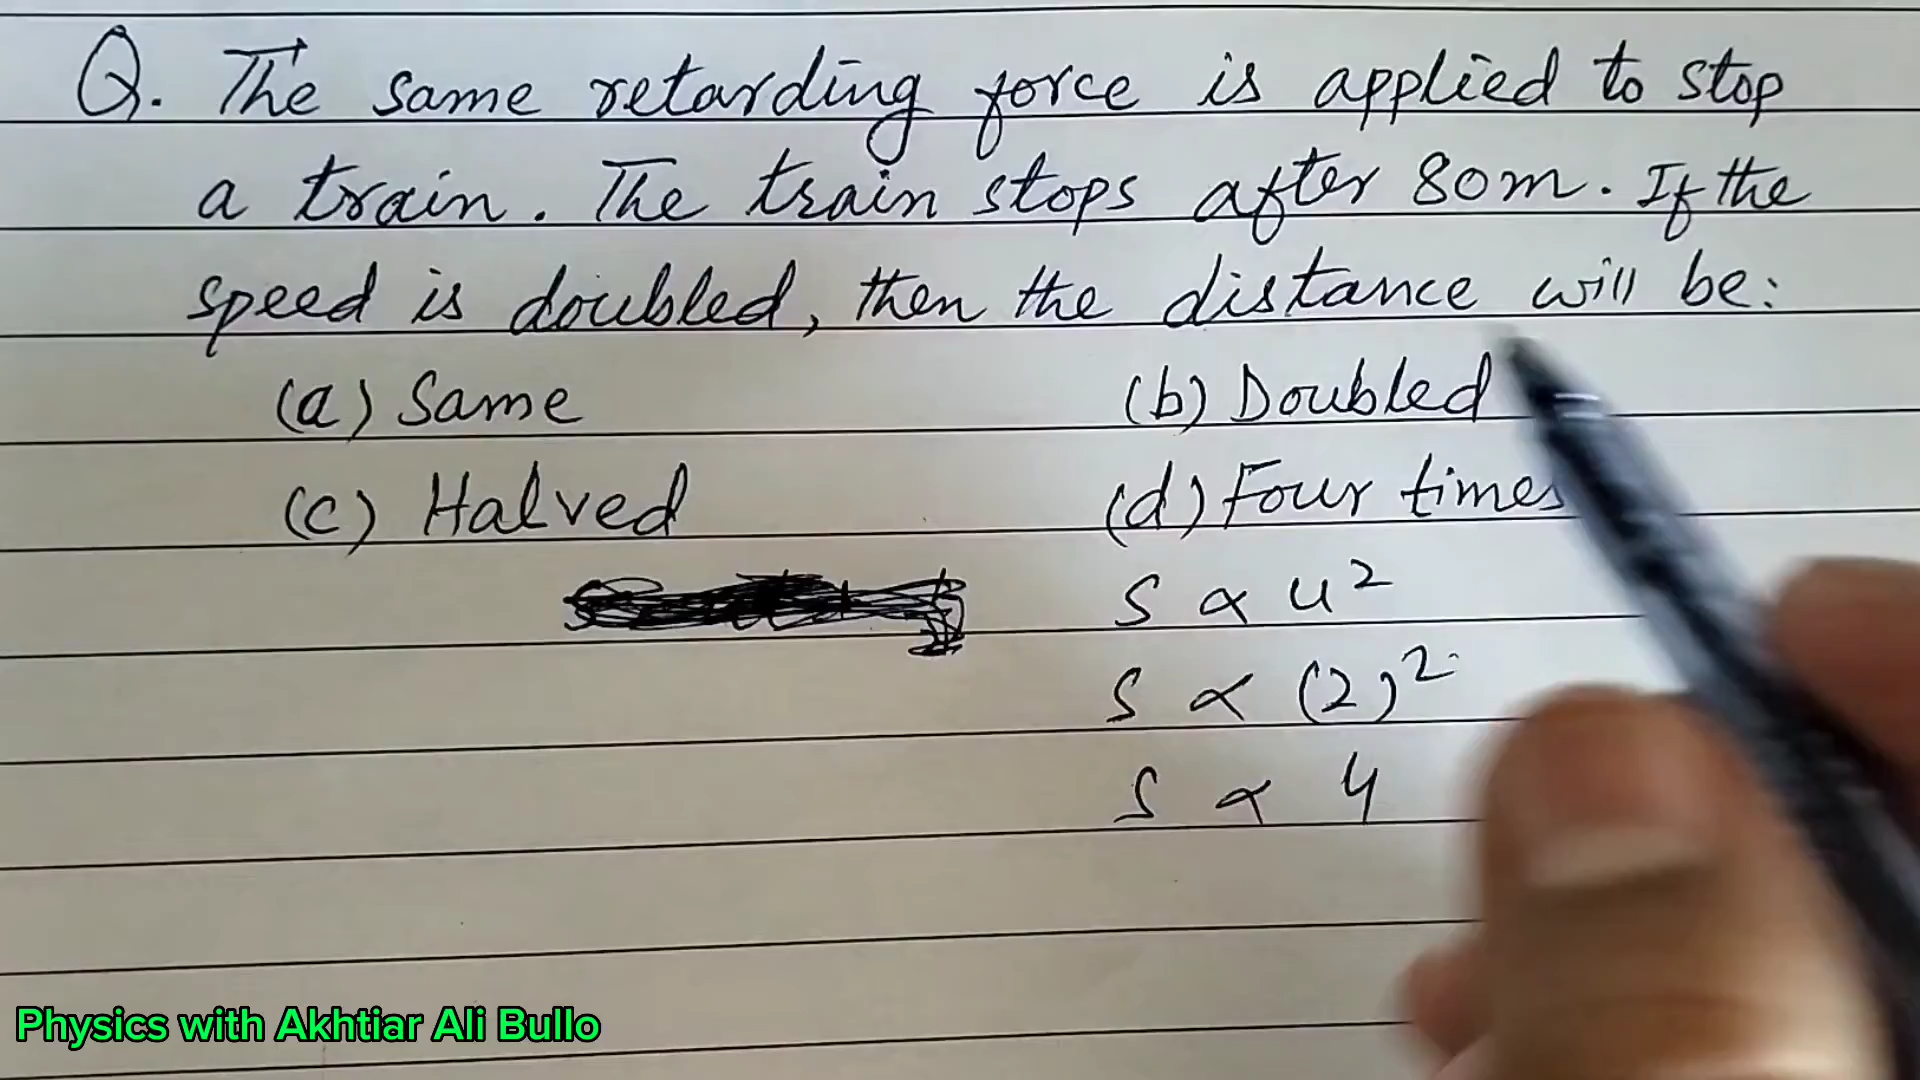 Q. The same retarding force is applied to stop
a train. The train stops after 80m. If the
speed is doubled, then the distance will be:
(a) Same (b) Doubled
(c) Halved (d) Four times
S ∝ u²
S ∝ (2)²
S ∝ 4
Physics with Akhtiar Ali Bullo